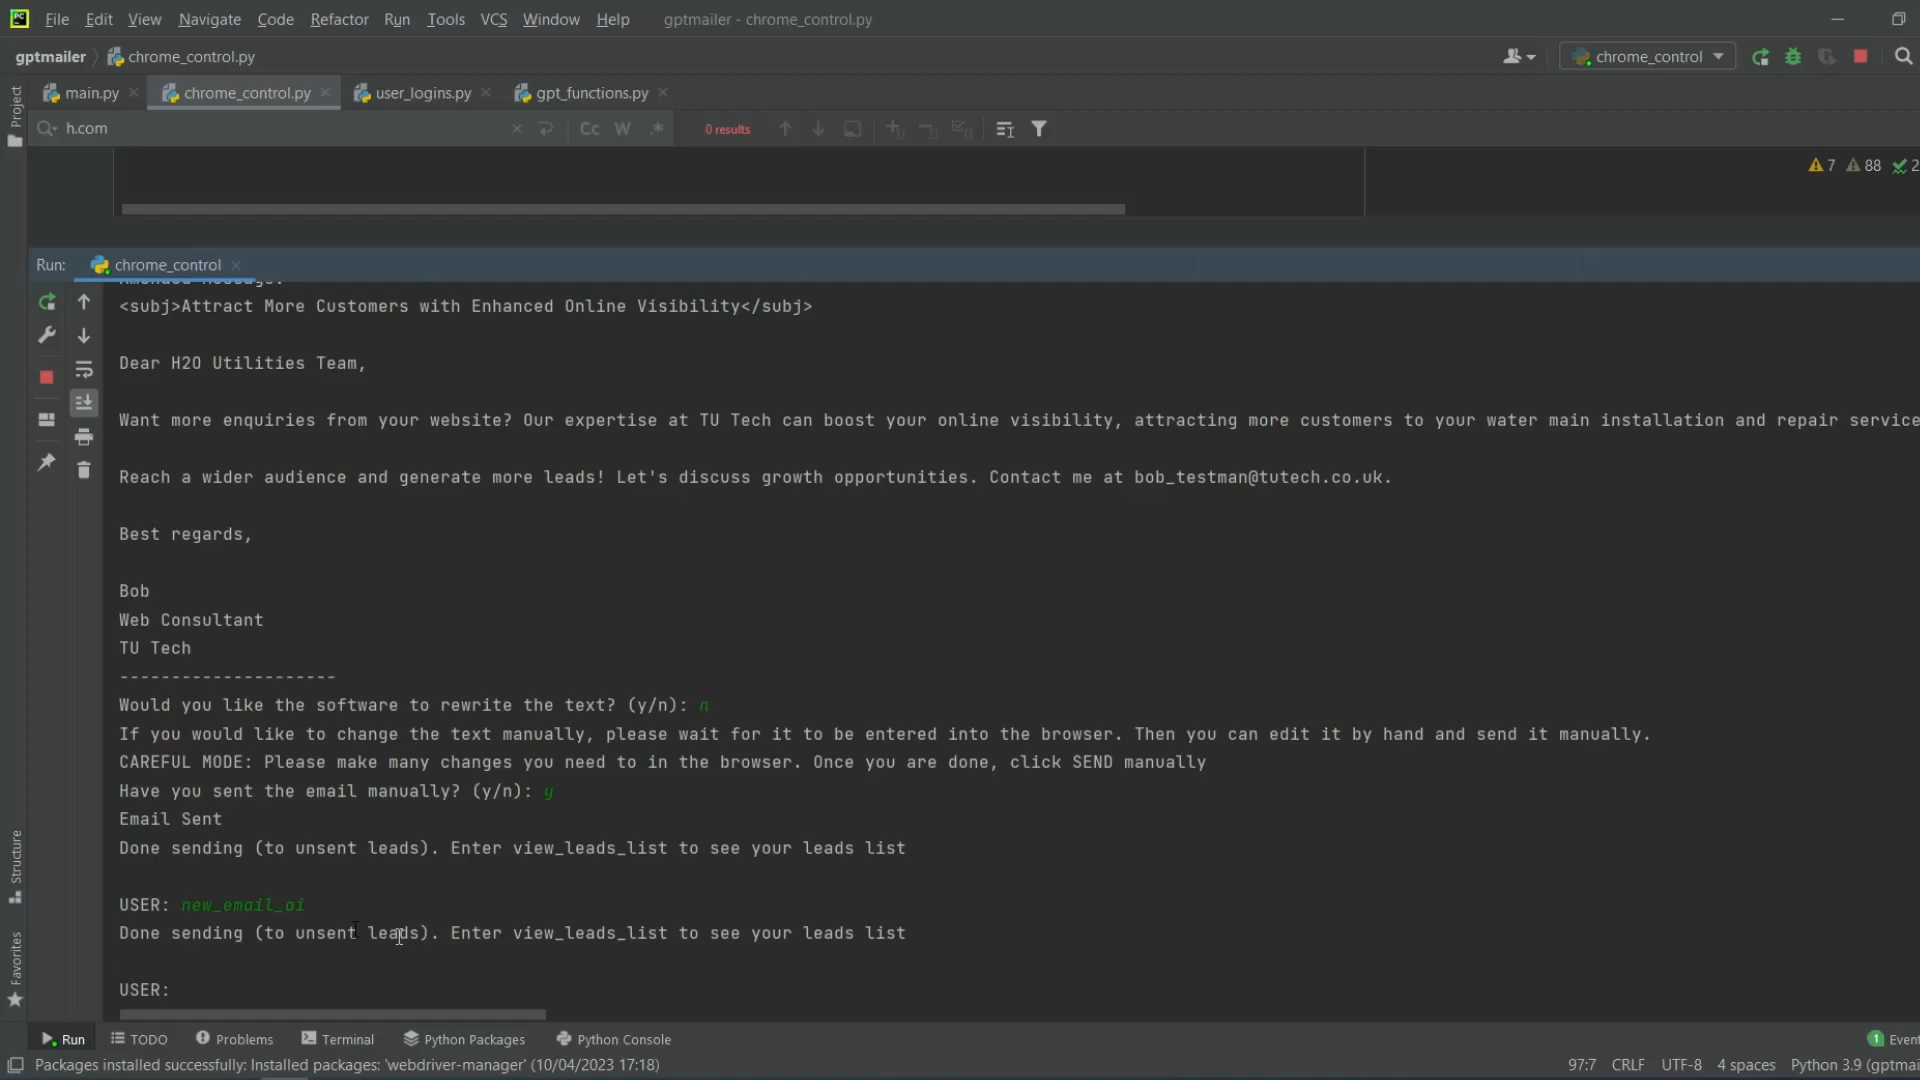 File Edit View Navigate Code Refactor Run Tools VCS Window Help gptmailer - chrome_control.py
gptmailer chrome_control.py chrome_control
Project
main.py chrome_control.py user_logins.py gpt_functions.py
h.com Cc W .* 0 results
7 88 2
Run: chrome_control
Amended Message:
<subj>Attract More Customers with Enhanced Online Visibility</subj>
Dear H2O Utilities Team,
Want more enquiries from your website? Our expertise at TU Tech can boost your online visibility, attracting more customers to your water main installation and repair service
Reach a wider audience and generate more leads! Let's discuss growth opportunities. Contact me at bob_testman@tutech.co.uk.
Best regards,
Bob
Web Consultant
TU Tech
---------------------
Would you like the software to rewrite the text? (y/n): n
If you would like to change the text manually, please wait for it to be entered into the browser. Then you can edit it by hand and send it manually.
CAREFUL MODE: Please make many changes you need to in the browser. Once you are done, click SEND manually
Have you sent the email manually? (y/n): y
Email Sent
Done sending (to unsent leads). Enter view_leads_list to see your leads list
USER: new_email_ai
Done sending (to unsent leads). Enter view_leads_list to see your leads list
USER:
Structure
Favorites
Run TODO Problems Terminal Python Packages Python Console 1 Event
Packages installed successfully: Installed packages: 'webdriver-manager' (10/04/2023 17:18) 97:7 CRLF UTF-8 4 spaces Python 3.9 (gptmai